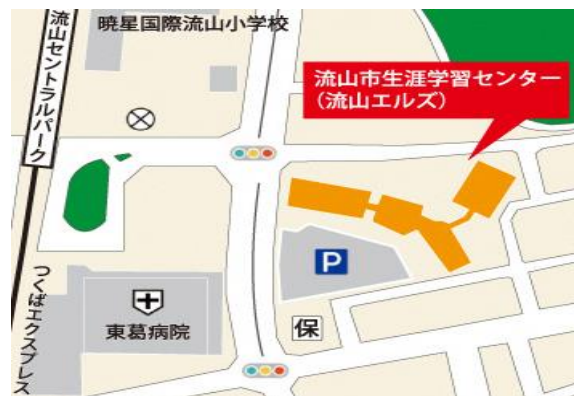 暁星国際流山小学校
流山セントラルパーク
流山市生涯学習センター
(流山エルズ)
P
つくばエクスプレス
東葛病院
保